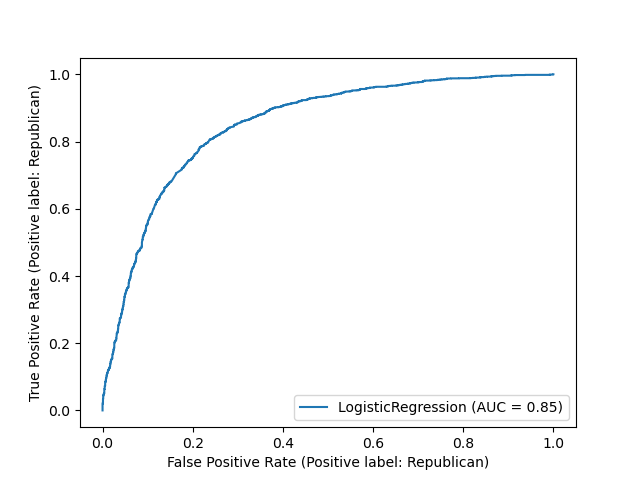 1.0
0.8
0.6
0.4
0.2
0.0
True Positive Rate (Positive label: Republican)
LogisticRegression (AUC = 0.85)
0.0 0.2 0.4 0.6 0.8 1.0
False Positive Rate (Positive label: Republican)